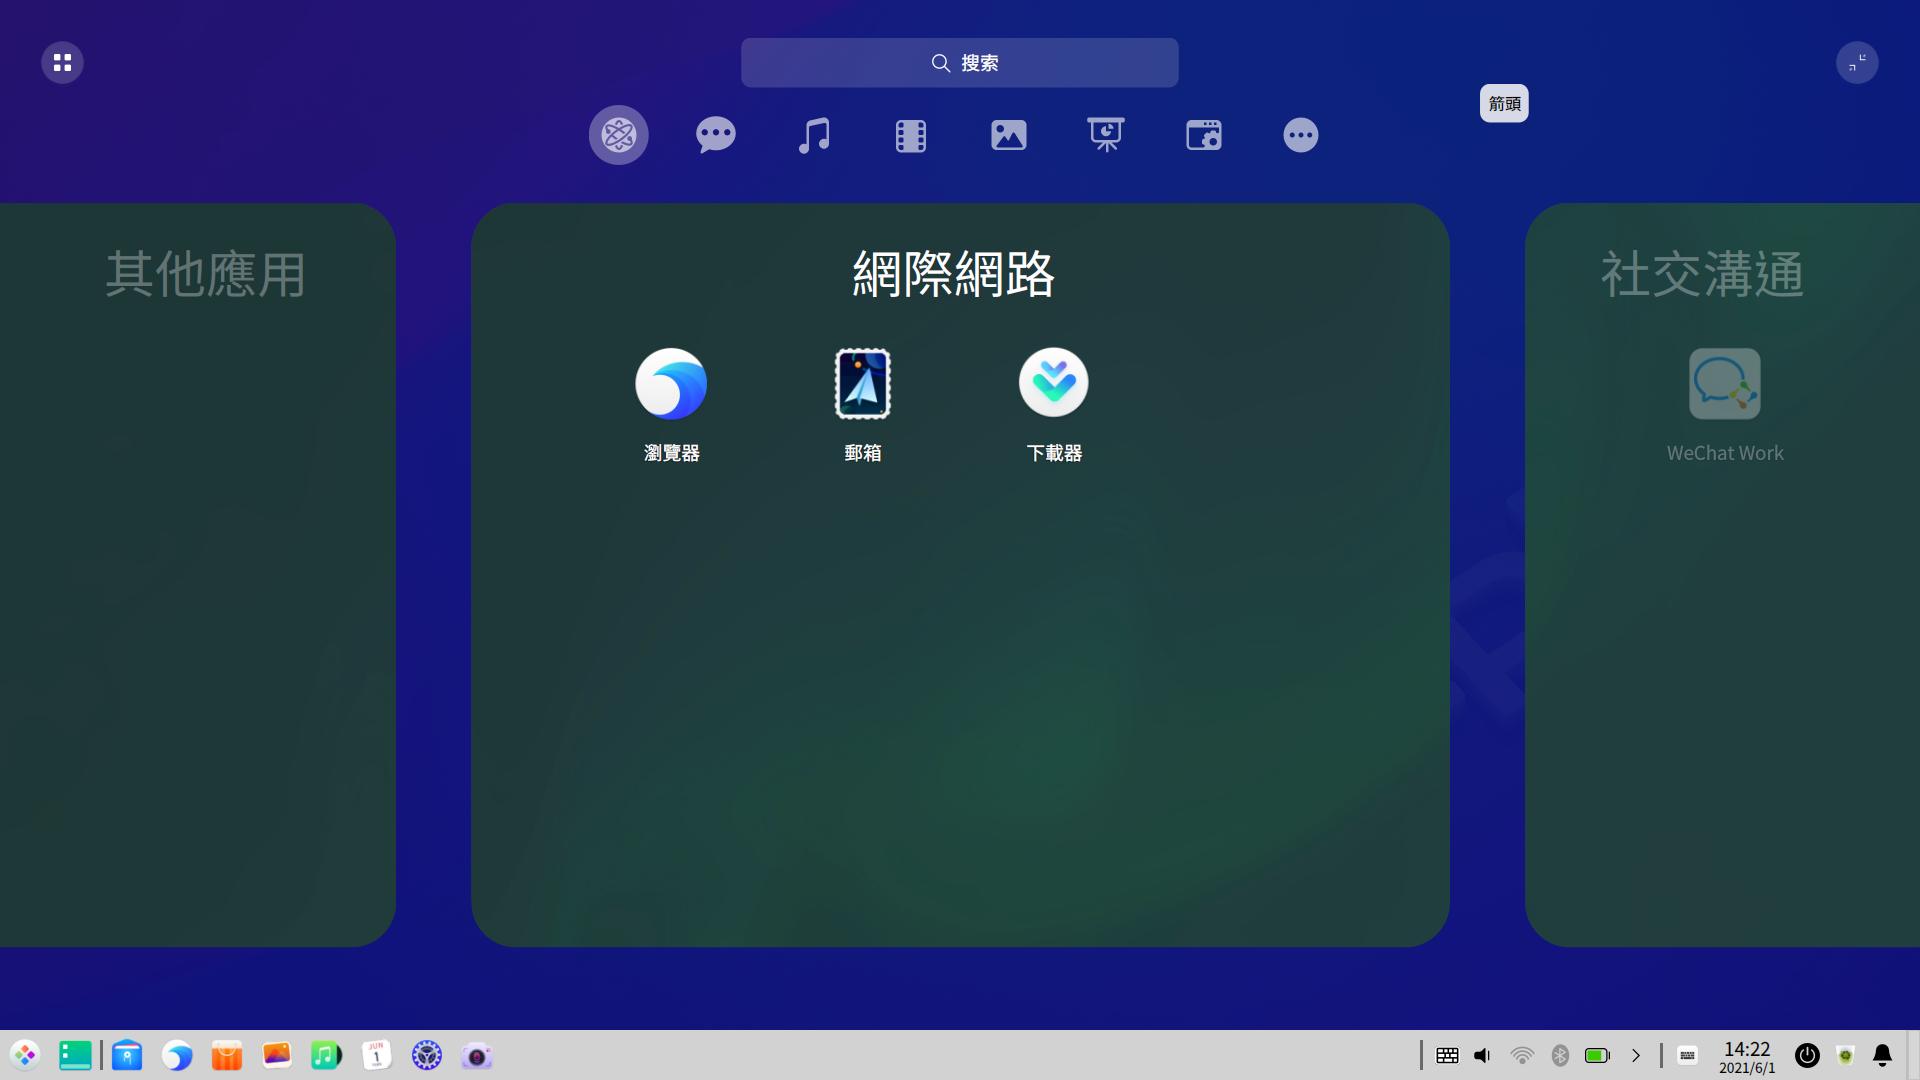 搜索
箭頭
其他應用
網際網路
社交溝通
瀏覽器
郵箱
下載器
WeChat Work
JUN
1
14:22
2021/6/1